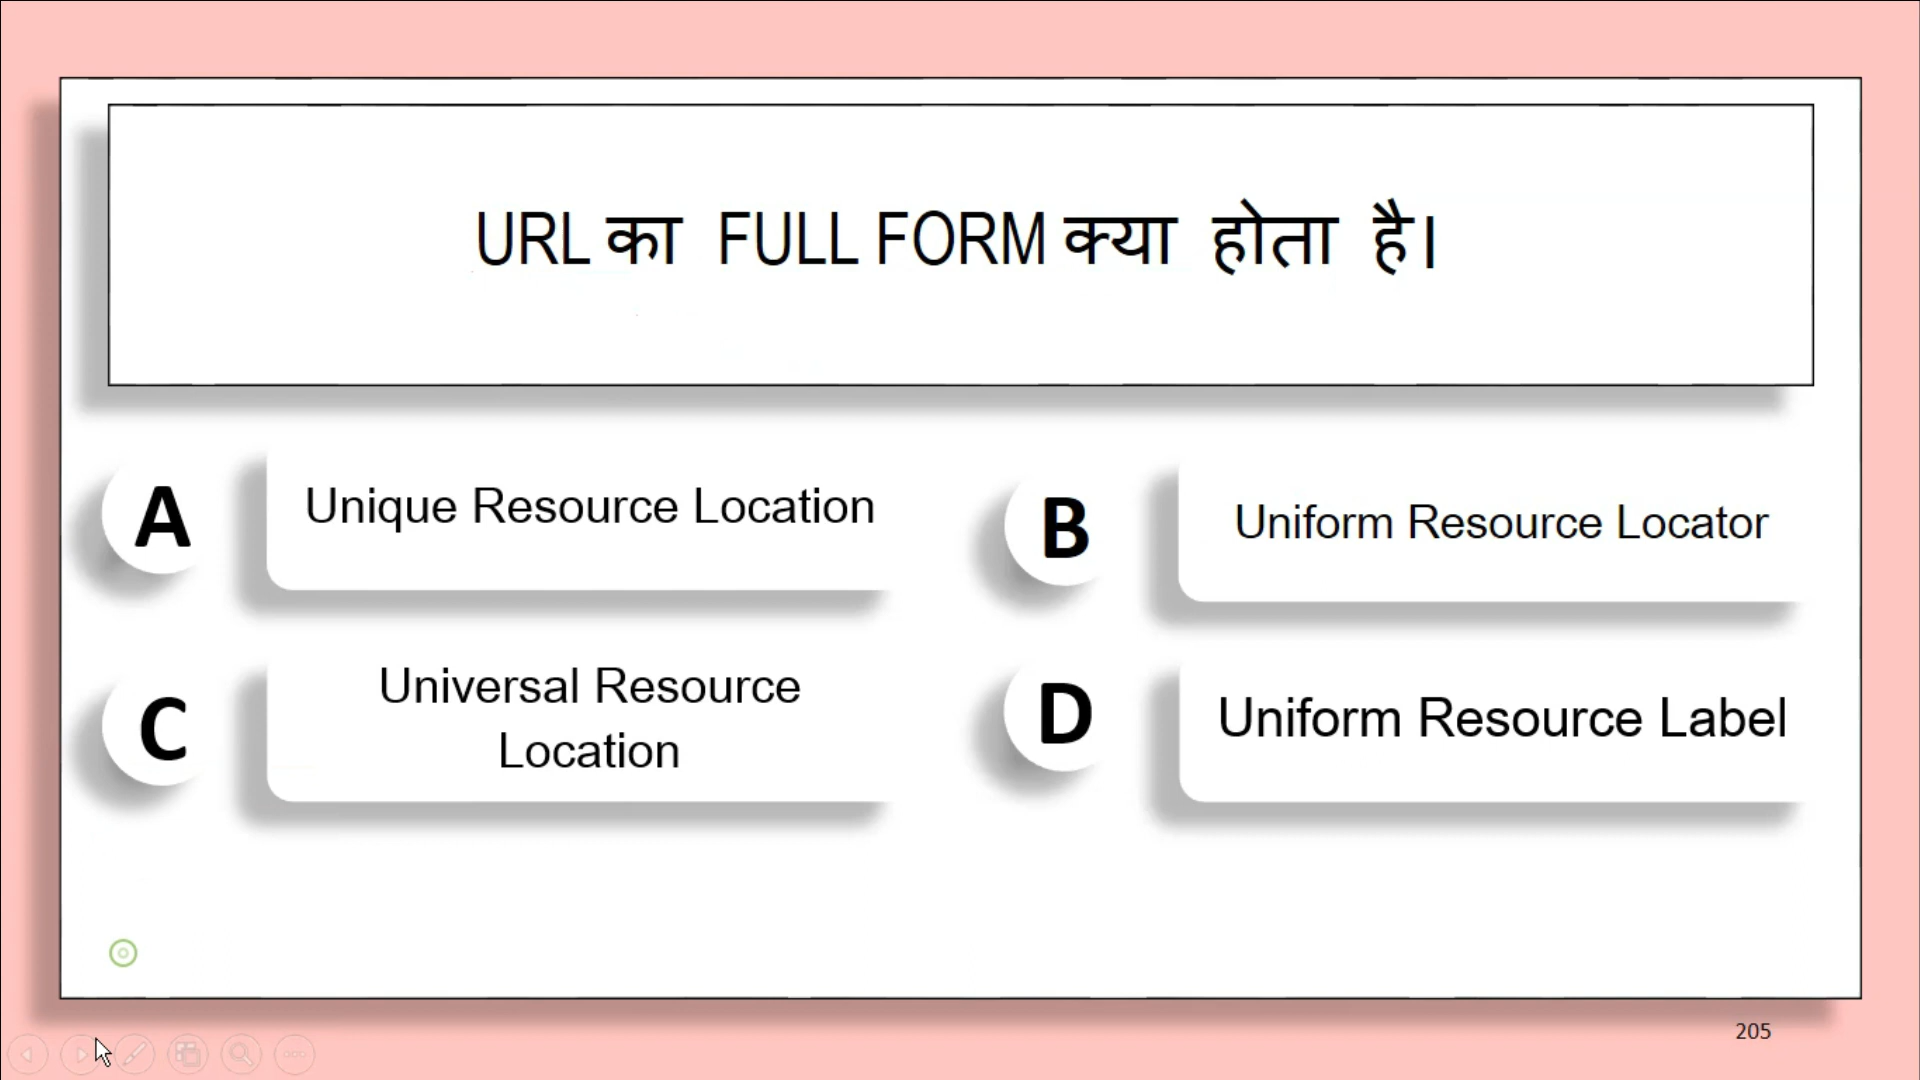 URL का FULL FORM क्या होता है।
A
Unique Resource Location
B
Uniform Resource Locator
C
Universal Resource
Location
D
Uniform Resource Label
205